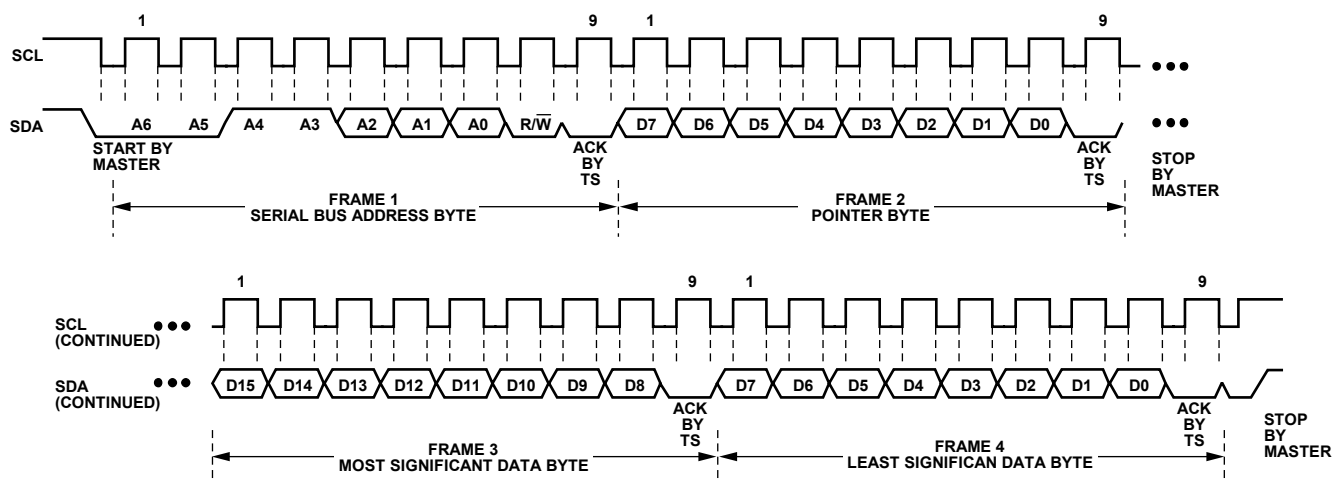 1 9 1 9
SCL
SDA A6 A5 A4 A3 A2 A1 A0 R/W̅ D7 D6 D5 D4 D3 D2 D1 D0
START BY
MASTER
ACK
BY
TS
ACK
BY
TS
STOP
BY
MASTER
FRAME 1
SERIAL BUS ADDRESS BYTE
FRAME 2
POINTER BYTE
1 9 1 9
SCL
(CONTINUED)
SDA
(CONTINUED)
D15 D14 D13 D12 D11 D10 D9 D8 D7 D6 D5 D4 D3 D2 D1 D0
ACK
BY
TS
ACK
BY
TS
STOP
BY
MASTER
FRAME 3
MOST SIGNIFICANT DATA BYTE
FRAME 4
LEAST SIGNIFICAN DATA BYTE